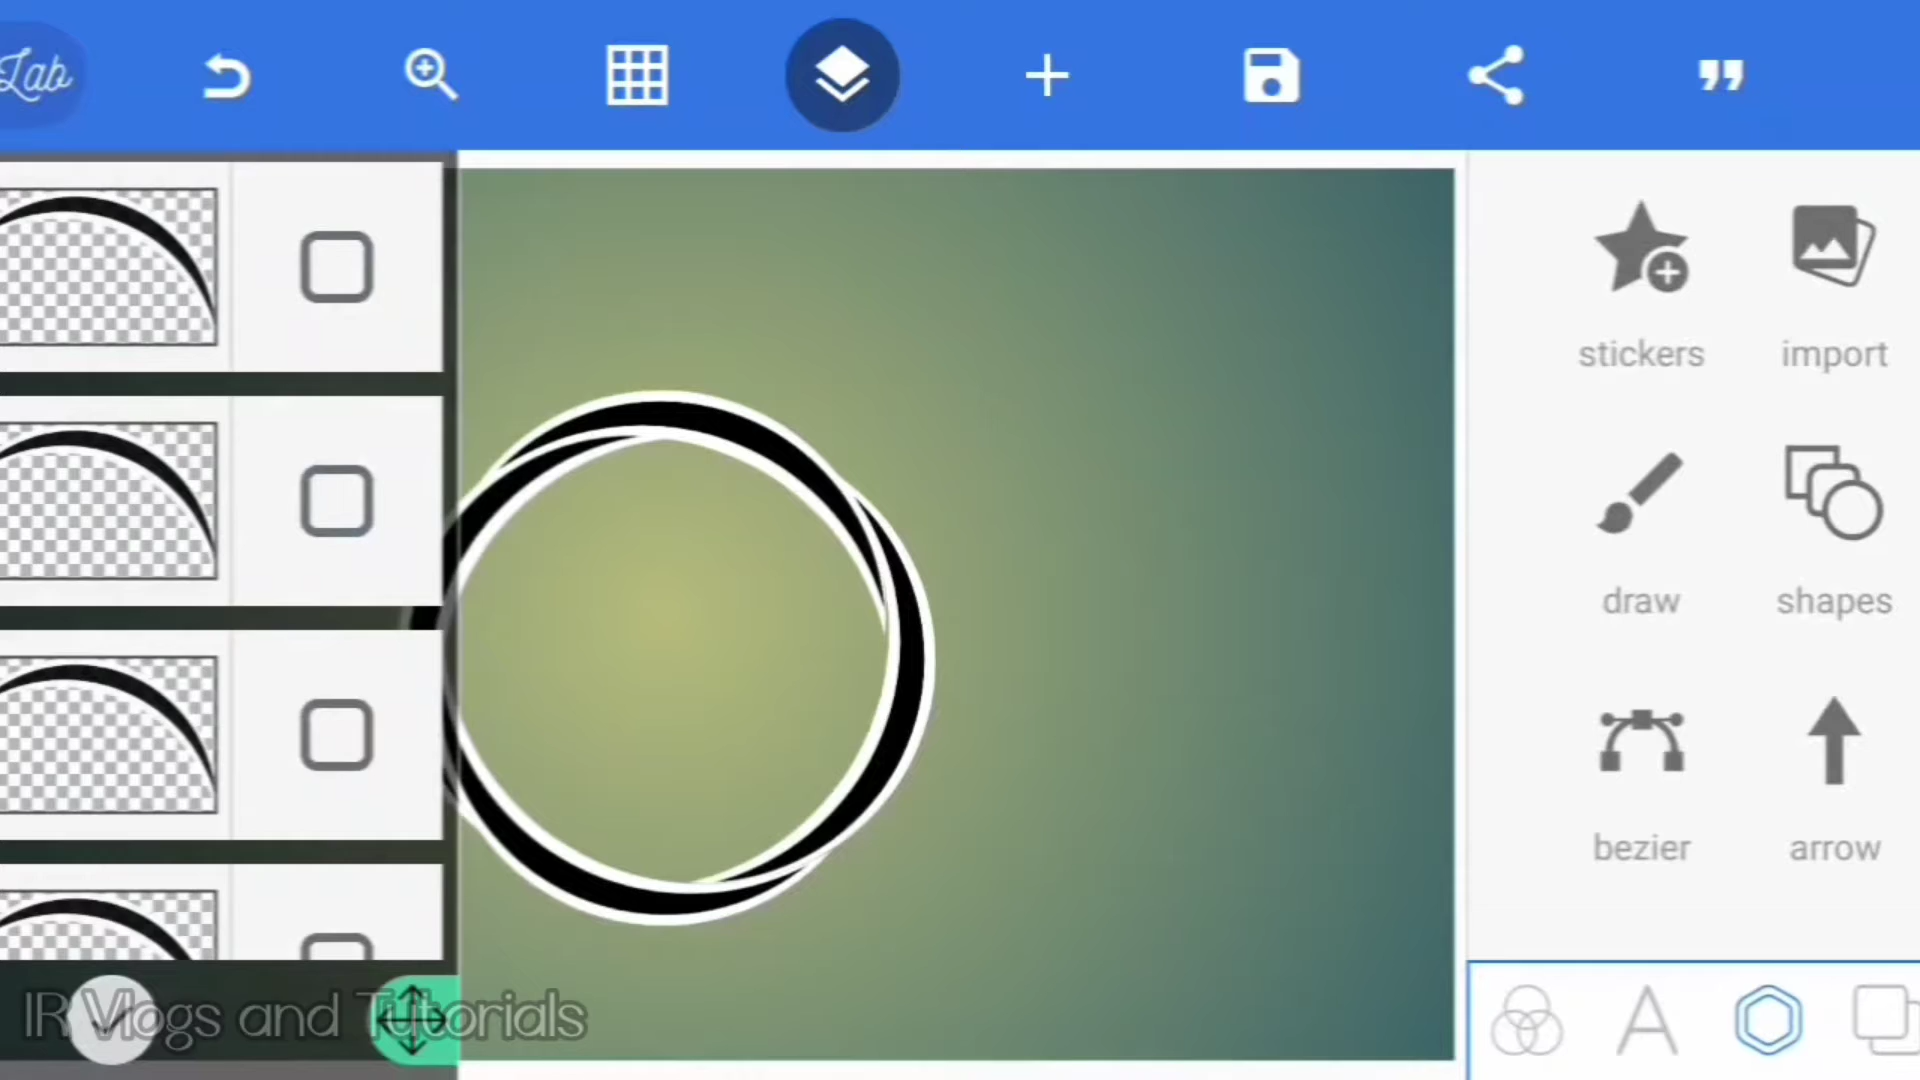 Lab
stickers
import
draw
shapes
bezier
arrow
IR Vlogs and Tutorials